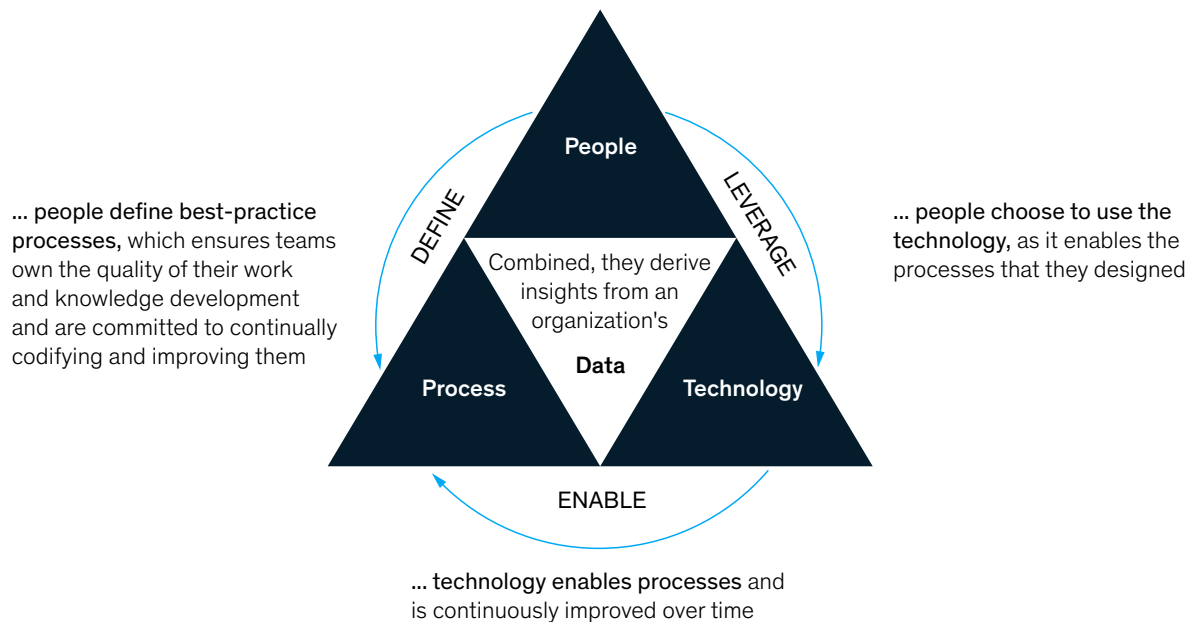 People
DEFINE
LEVERAGE
... people define best-practice
processes, which ensures teams
own the quality of their work
and knowledge development
and are committed to continually
codifying and improving them
... people choose to use the
technology, as it enables the
processes that they designed
Combined, they derive
insights from an
organization's
Data
Process
Technology
ENABLE
... technology enables processes and
is continuously improved over time